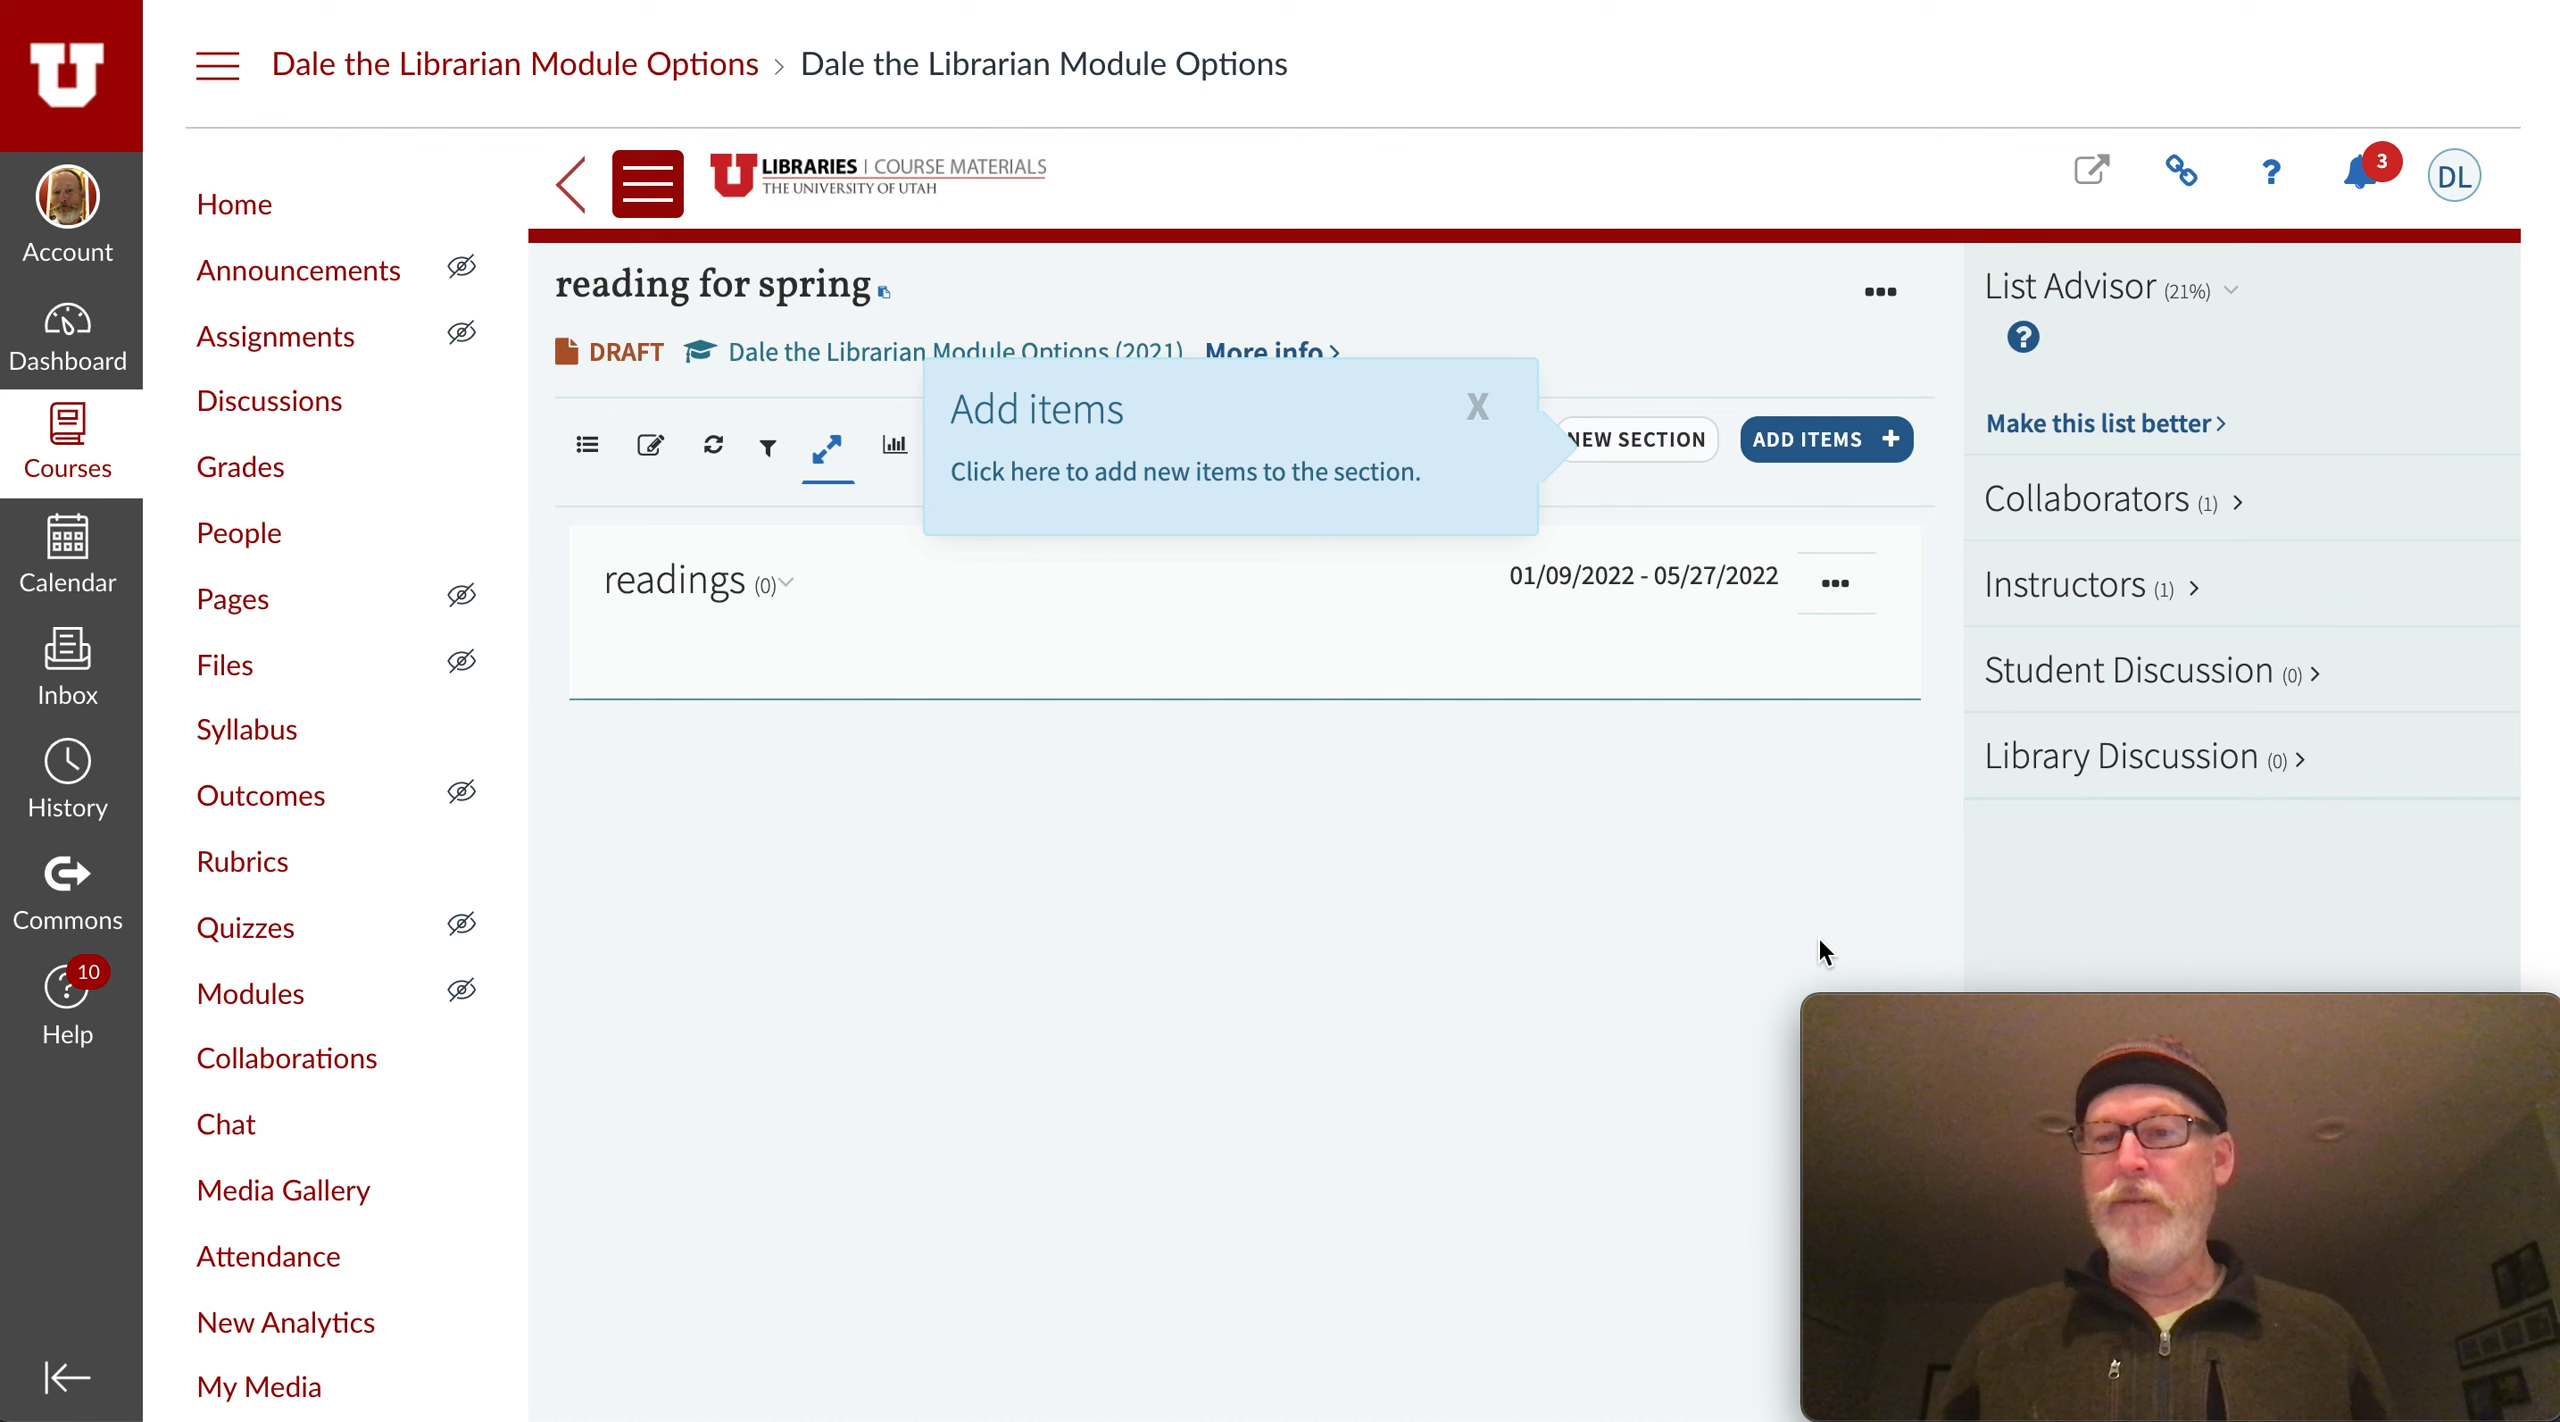 Dale the Librarian Module Options > Dale the Librarian Module Options
Account
Dashboard
Courses
Calendar
Inbox
History
Commons
10
Help
Home
Announcements
Assignments
Discussions
Grades
People
Pages
Files
Syllabus
Outcomes
Rubrics
Quizzes
Modules
Collaborations
Chat
Media Gallery
Attendance
New Analytics
My Media
U LIBRARIES | COURSE MATERIALS
THE UNIVERSITY OF UTAH
? 3 DL
reading for spring
DRAFT Dale the Librarian Module Options (2021) More info >
Add items X
Click here to add new items to the section.
NEW SECTION
ADD ITEMS +
readings (0)
01/09/2022 - 05/27/2022
List Advisor (21%)
?
Make this list better >
Collaborators (1) >
Instructors (1) >
Student Discussion (0) >
Library Discussion (0) >